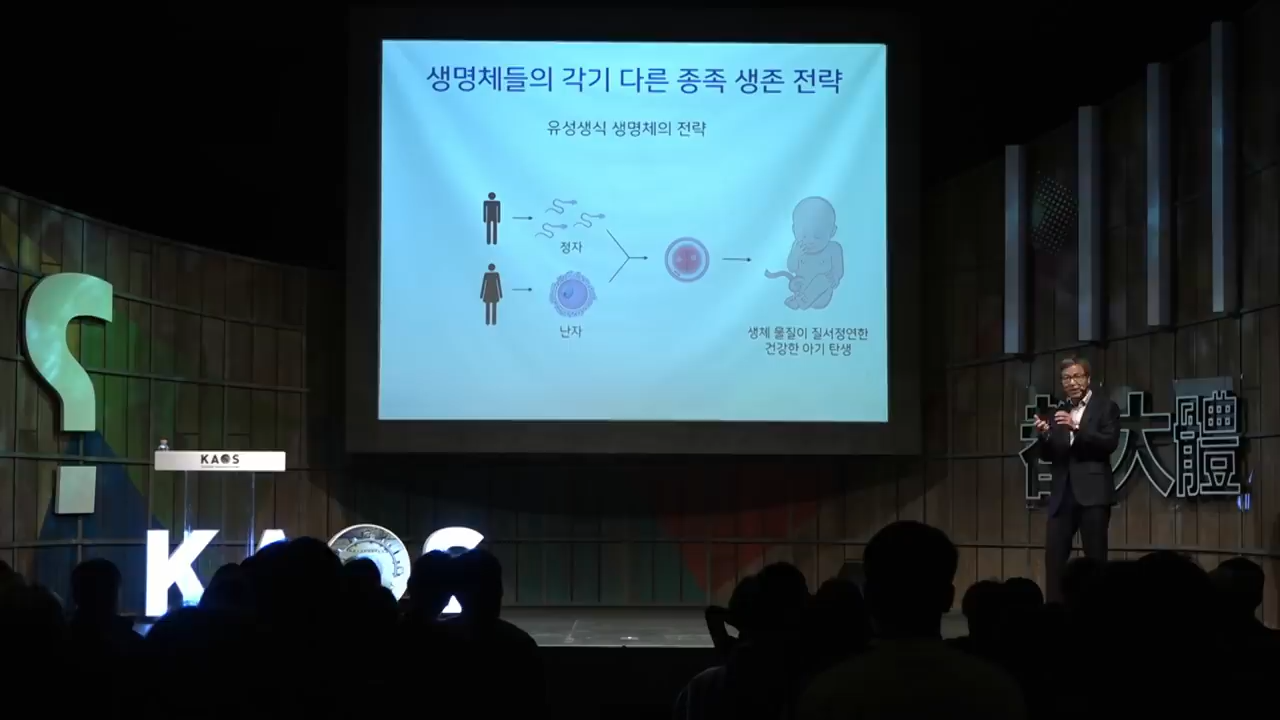 생명체들의 각기 다른 종족 생존 전략
유성생식 생명체의 전략
정자
난자
생체 물질이 질서정연한
건강한 아기 탄생
KAOS
KAOS
大體